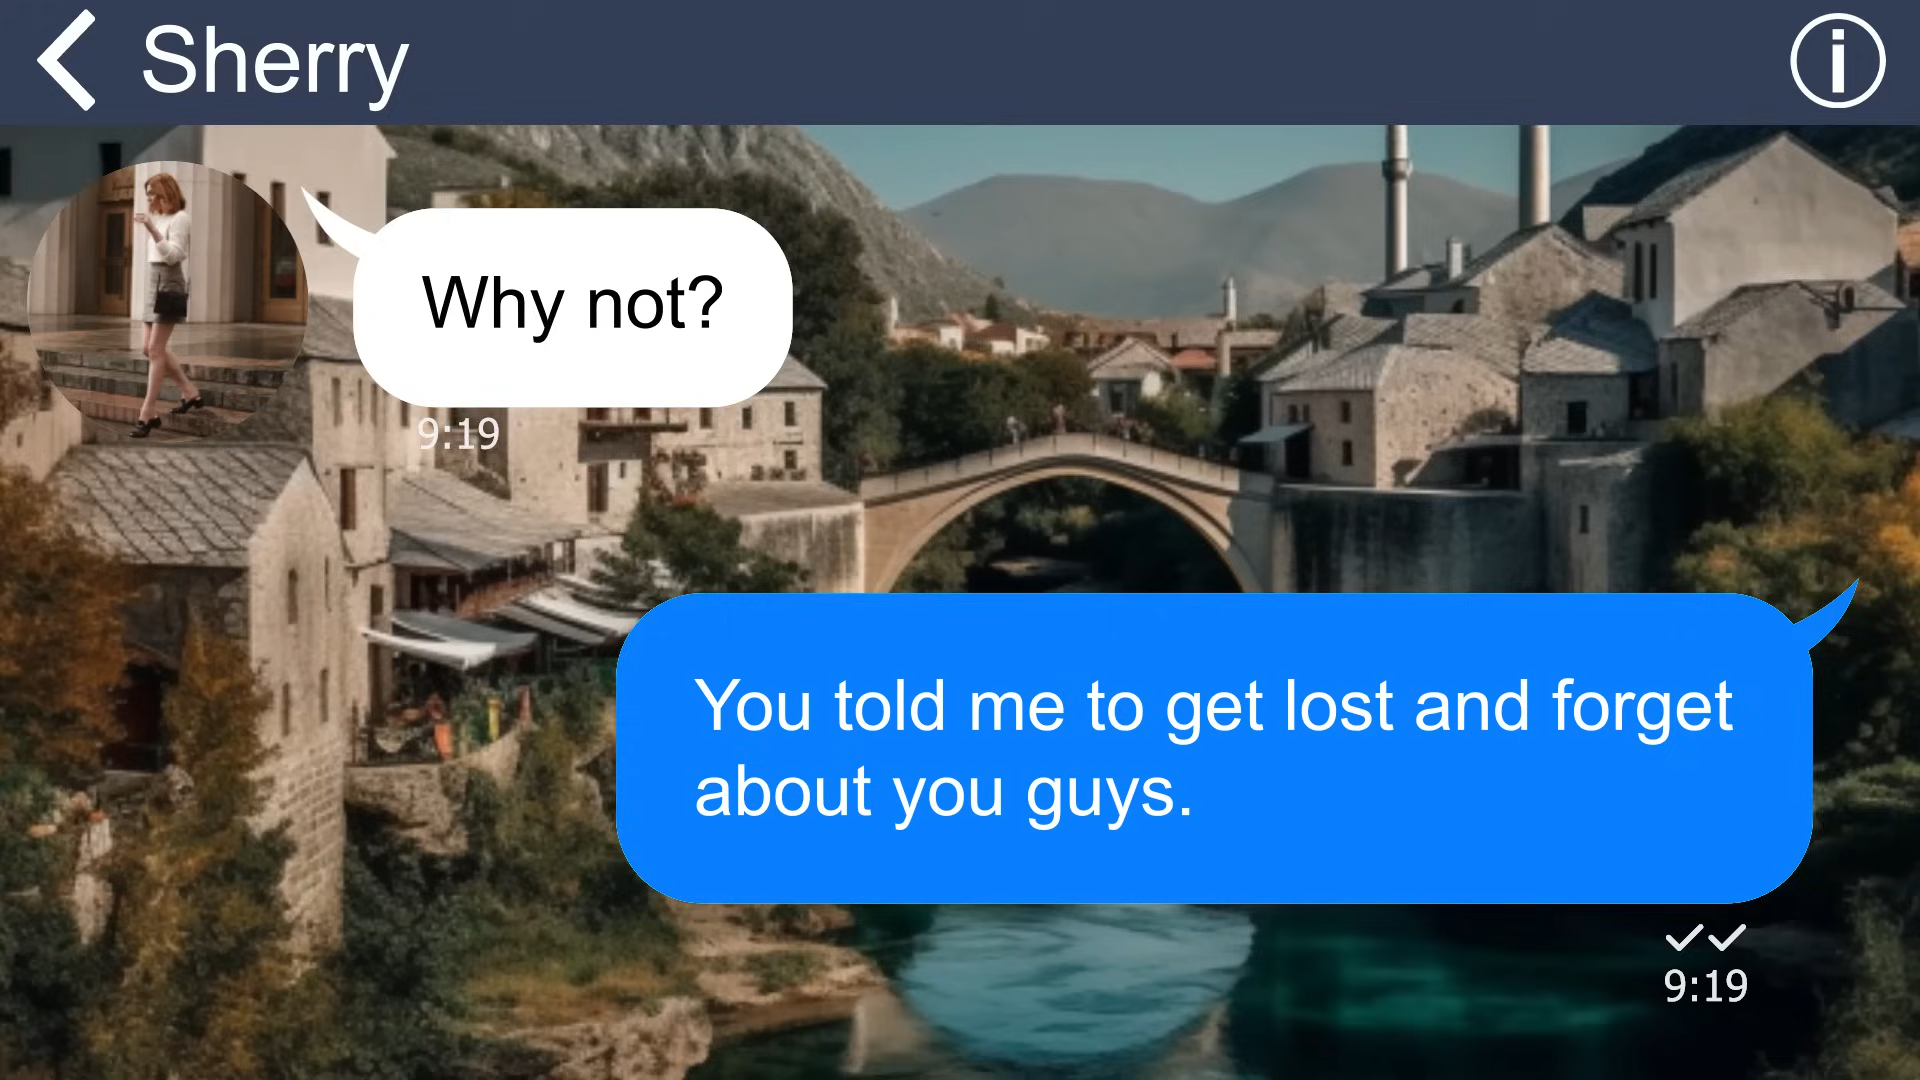 Sherry
Why not?
9:19
You told me to get lost and forget
about you guys.
9:19